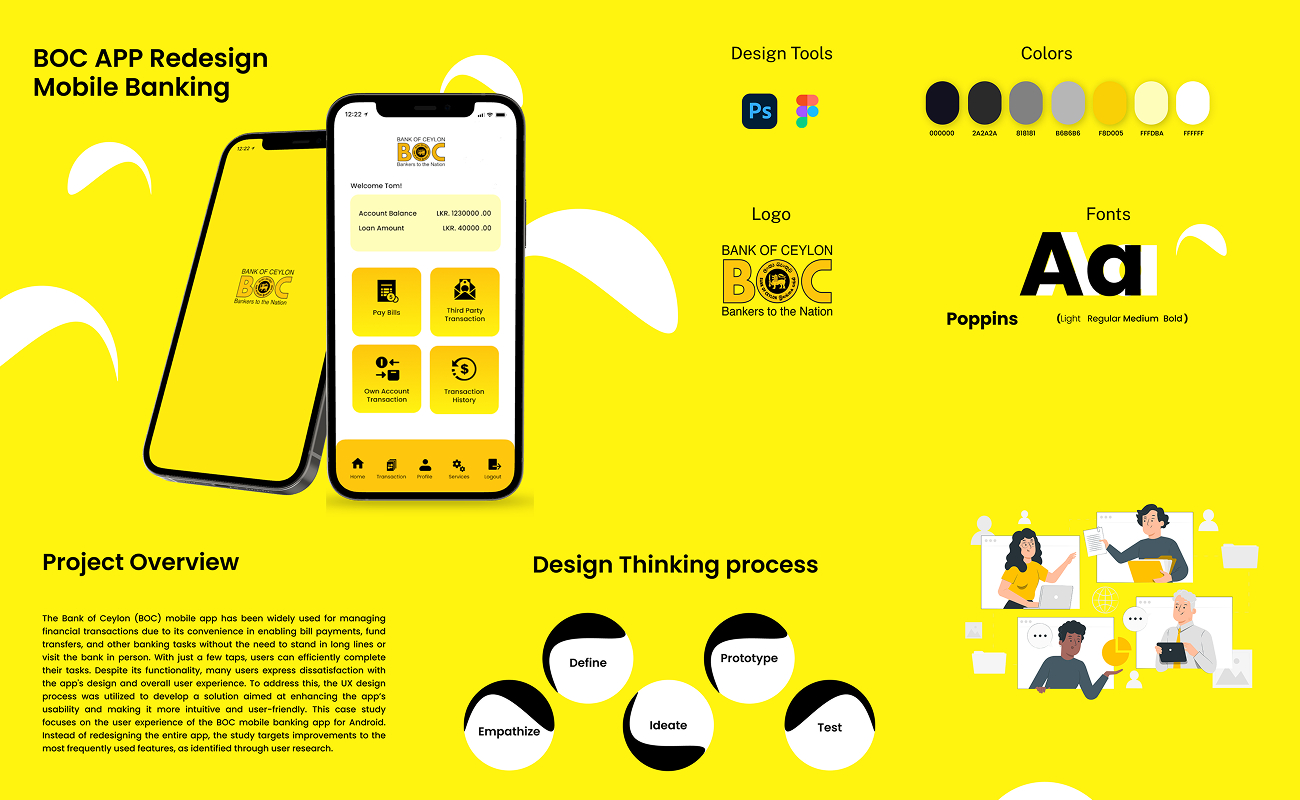 BOC APP Redesign
Mobile Banking
12:22
12:22
BANK OF CEYLON
BOC
Bankers to the Nation
BANK OF CEYLON
BOC
Bankers to the Nation
Welcome Tom!
Account Balance LKR. 1230000 .00
Loan Amount LKR. 40000 .00
Pay Bills
Third Party
Transaction
Own Account
Transaction
Transaction
History
Home Transaction Profile Services Logout
Design Tools
Ps
Colors
000000 2A2A2A 818181 B6B6B6 F8D005 FFFDBA FFFFFF
Logo
BANK OF CEYLON
BOC
Bankers to the Nation
Fonts
Aa
Poppins (Light Regular Medium Bold)
Project Overview
The Bank of Ceylon (BOC) mobile app has been widely used for managing
financial transactions due to its convenience in enabling bill payments, fund
transfers, and other banking tasks without the need to stand in long lines or
visit the bank in person. With just a few taps, users can efficiently complete
their tasks. Despite its functionality, many users express dissatisfaction with
the app's design and overall user experience. To address this, the UX design
process was utilized to develop a solution aimed at enhancing the app's
usability and making it more intuitive and user-friendly. This case study
focuses on the user experience of the BOC mobile banking app for Android.
Instead of redesigning the entire app, the study targets improvements to the
most frequently used features, as identified through user research.
Design Thinking process
Empathize
Define
Ideate
Prototype
Test